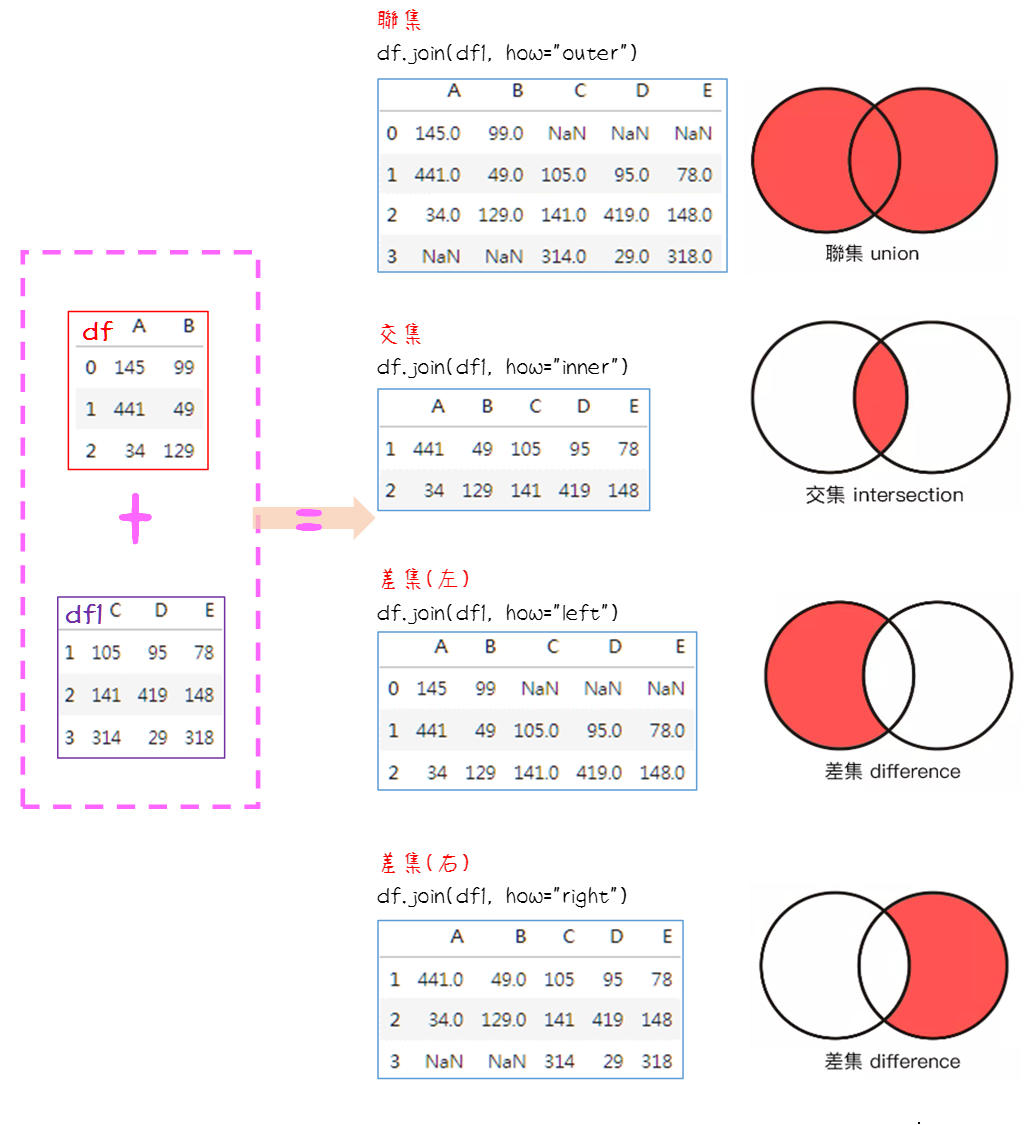 聯集
df.join(df1, how="outer")
A B C D E
0 145.0 99.0 NaN NaN NaN
1 441.0 49.0 105.0 95.0 78.0
2 34.0 129.0 141.0 419.0 148.0
3 NaN NaN 314.0 29.0 318.0
聯集 union
df A B
0 145 99
1 441 49
2 34 129
+
df1 C D E
1 105 95 78
2 141 419 148
3 314 29 318
=
交集
df.join(df1, how="inner")
A B C D E
1 441 49 105 95 78
2 34 129 141 419 148
交集 intersection
差集(左)
df.join(df1, how="left")
A B C D E
0 145 99 NaN NaN NaN
1 441 49 105.0 95.0 78.0
2 34 129 141.0 419.0 148.0
差集 difference
差集(右)
df.join(df1, how="right")
A B C D E
1 441.0 49.0 105 95 78
2 34.0 129.0 141 419 148
3 NaN NaN 314 29 318
差集 difference